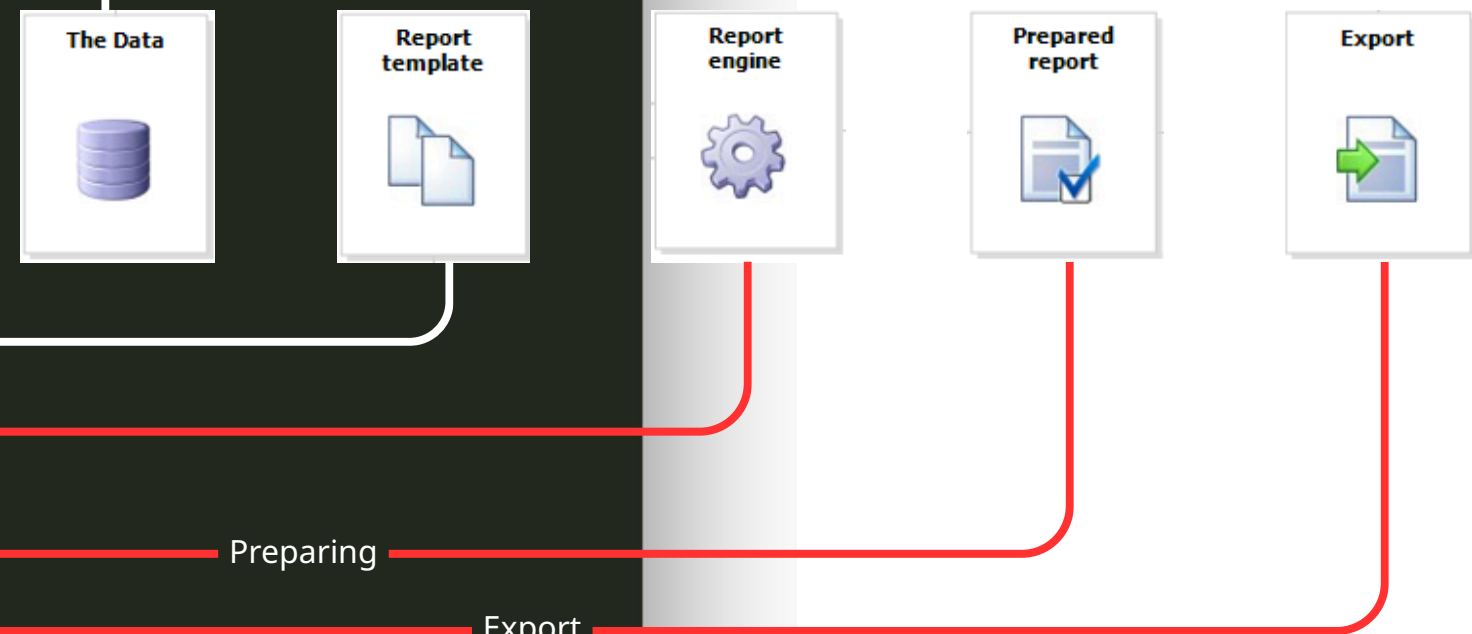 The Data
Report
template
Report
engine
Prepared
report
Export
Preparing
Export